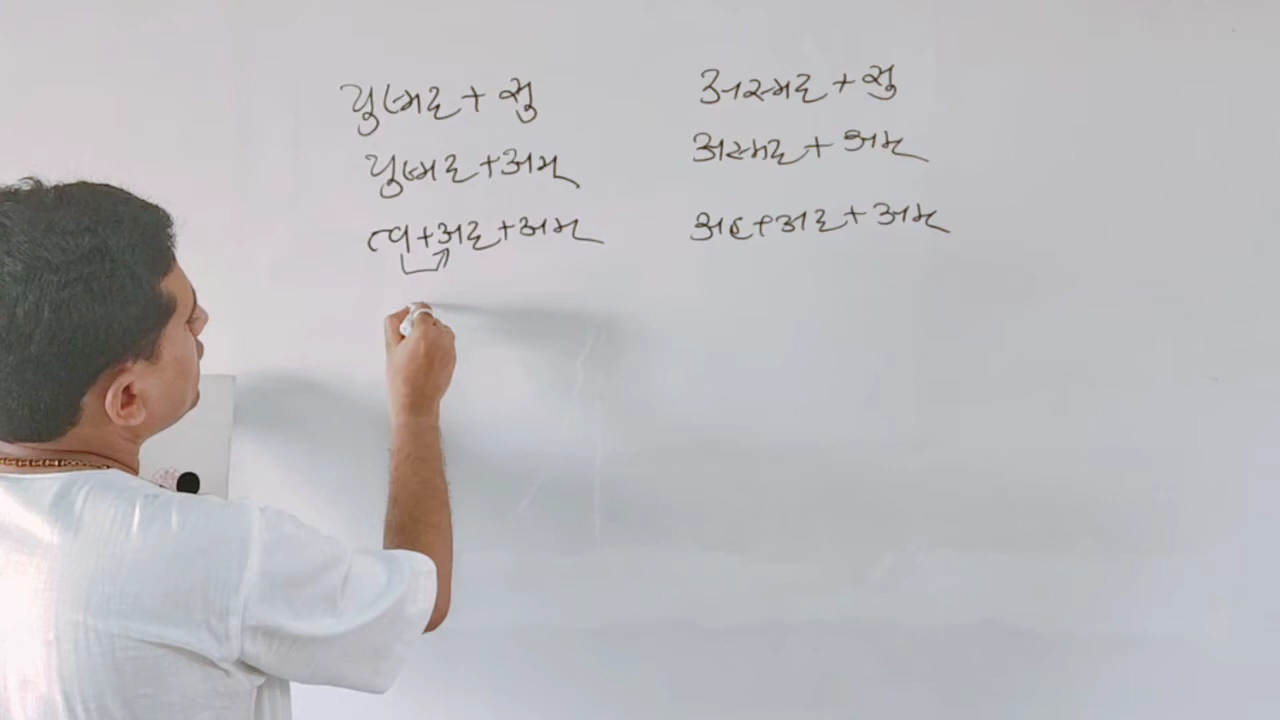 युष्मद् + सु
युष्मद् + अम्
त्व + अद् + अम्
अस्मद् + सु
अस्मद् + अम्
अह + अद् + अम्